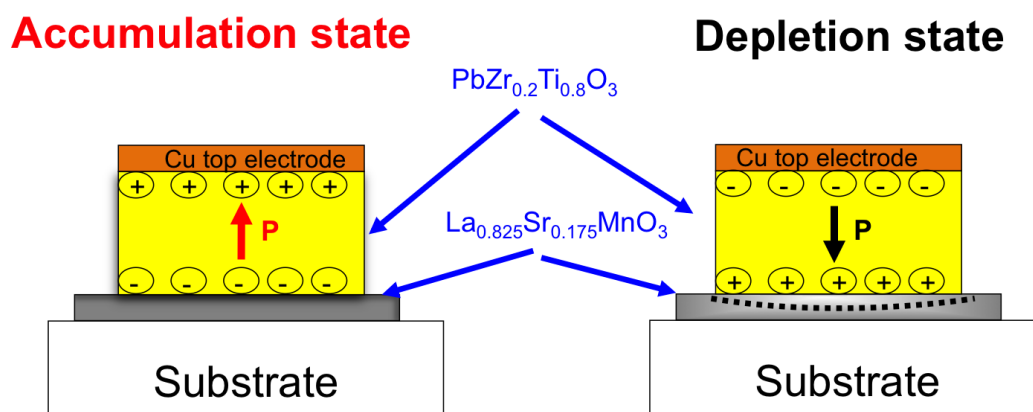 Accumulation state
Depletion state
PbZr0.2Ti0.8O3
Cu top electrode
Cu top electrode
+ + + + +
- - - - -
P
P
La0.825Sr0.175MnO3
- - - - -
+ + + + +
Substrate
Substrate